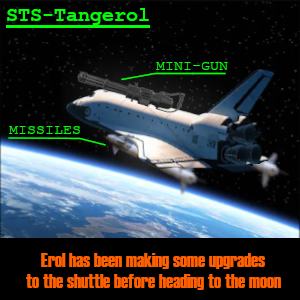 STS-Tangerol
MINI-GUN
MISSILES
Erol has been making some upgrades
to the shuttle before heading to the moon